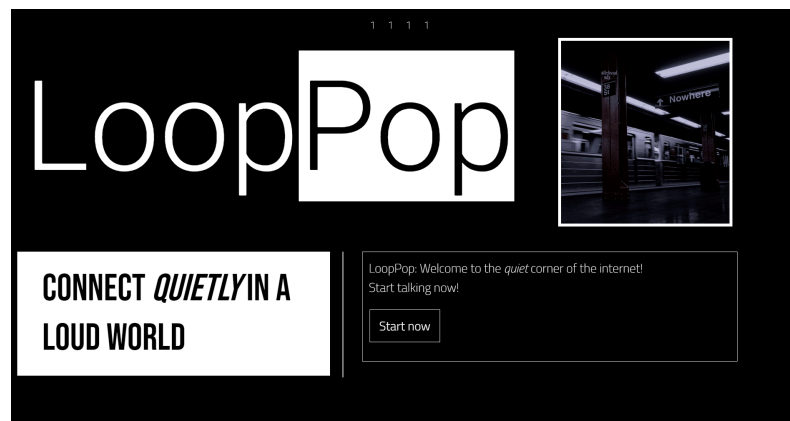 1 1 1 1
LoopPop
Nowhere
CONNECT QUIETLY IN A
LOUD WORLD
LoopPop: Welcome to the quiet corner of the internet!
Start talking now!
Start now